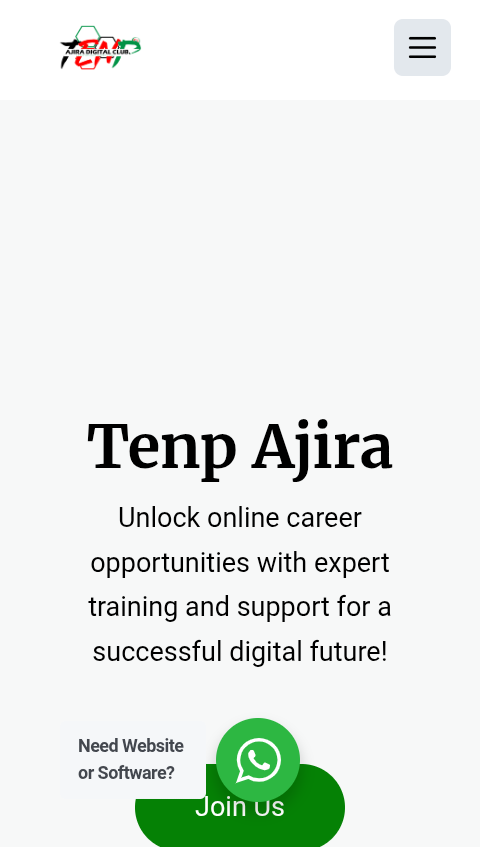 TENP
AJIRA DIGITAL CLUB.
Tenp Ajira
Unlock online career
opportunities with expert
training and support for a
successful digital future!
Need Website
or Software?
Join Us